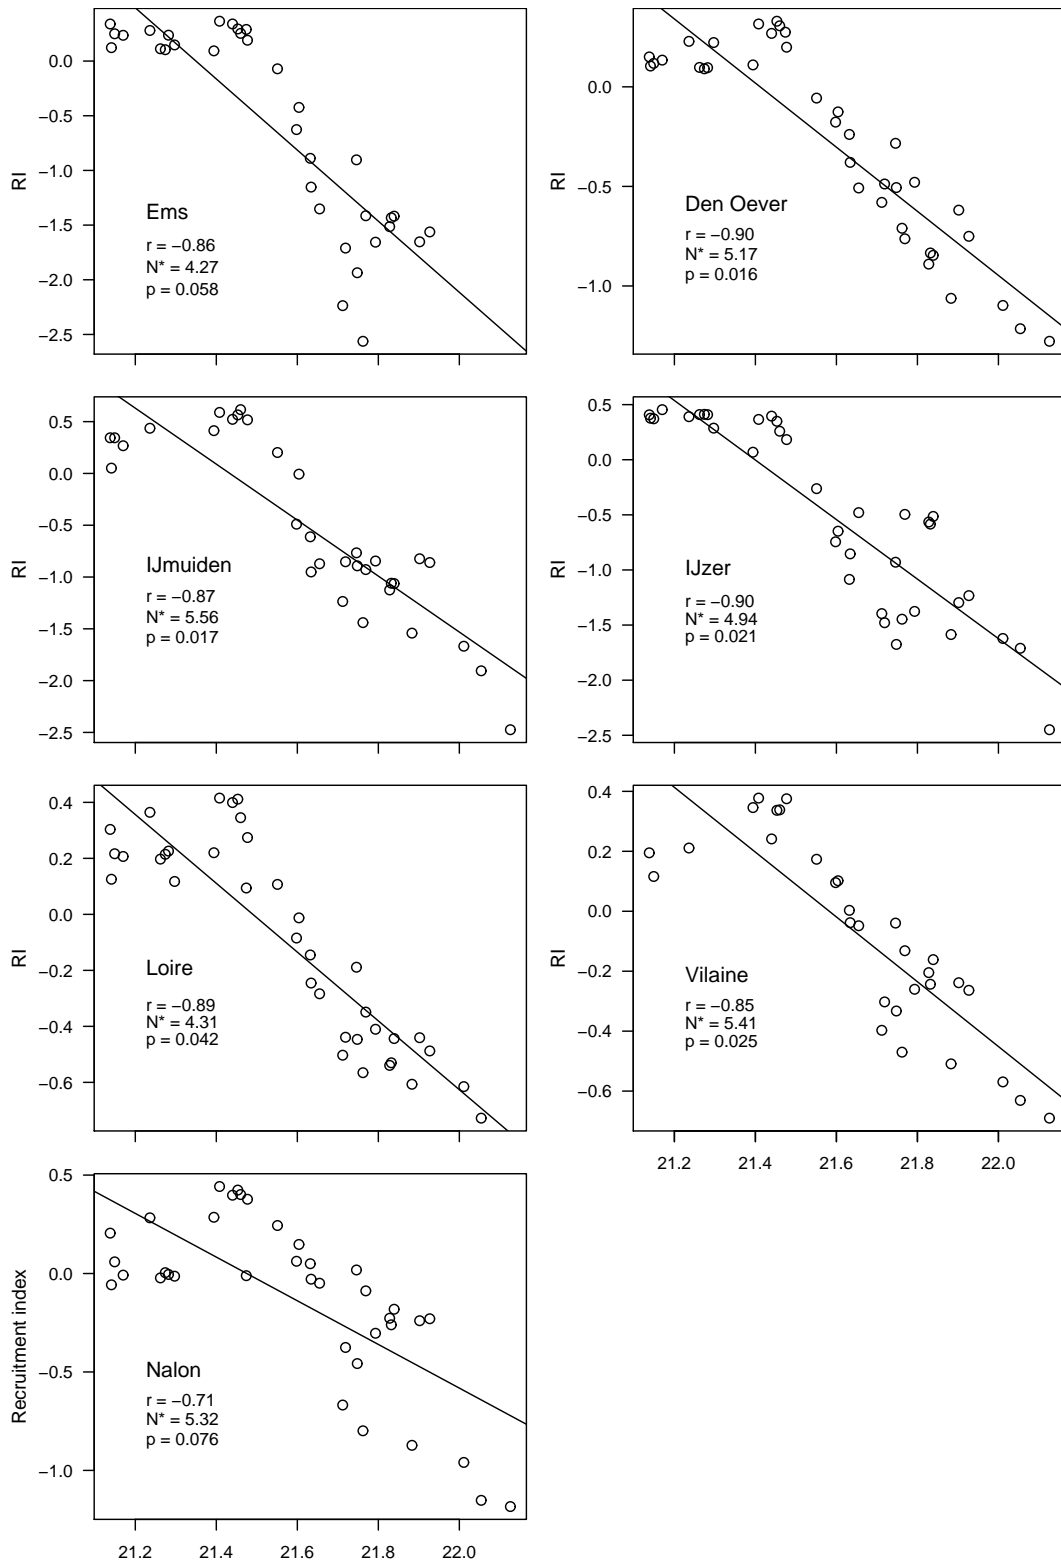 0.0
−0.5
−1.0
−1.5
−2.0
−2.5
RI
Ems
r = −0.86
N* = 4.27
p = 0.058
0.0
−0.5
−1.0
RI
Den Oever
r = −0.90
N* = 5.17
p = 0.016
0.5
0.0
−0.5
−1.0
−1.5
−2.0
−2.5
RI
IJmuiden
r = −0.87
N* = 5.56
p = 0.017
0.5
0.0
−0.5
−1.0
−1.5
−2.0
−2.5
RI
IJzer
r = −0.90
N* = 4.94
p = 0.021
0.4
0.2
0.0
−0.2
−0.4
−0.6
RI
Loire
r = −0.89
N* = 4.31
p = 0.042
0.4
0.2
0.0
−0.2
−0.4
−0.6
RI
Vilaine
r = −0.85
N* = 5.41
p = 0.025
21.2 21.4 21.6 21.8 22.0
0.5
0.0
−0.5
−1.0
Recruitment index
Nalon
r = −0.71
N* = 5.32
p = 0.076
21.2 21.4 21.6 21.8 22.0